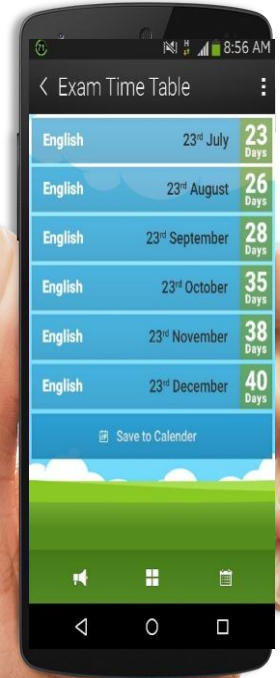 71 H 8:56 AM
Exam Time Table
English 23rd July 23 Days
English 23rd August 26 Days
English 23rd September 28 Days
English 23rd October 35 Days
English 23rd November 38 Days
English 23rd December 40 Days
Save to Calender